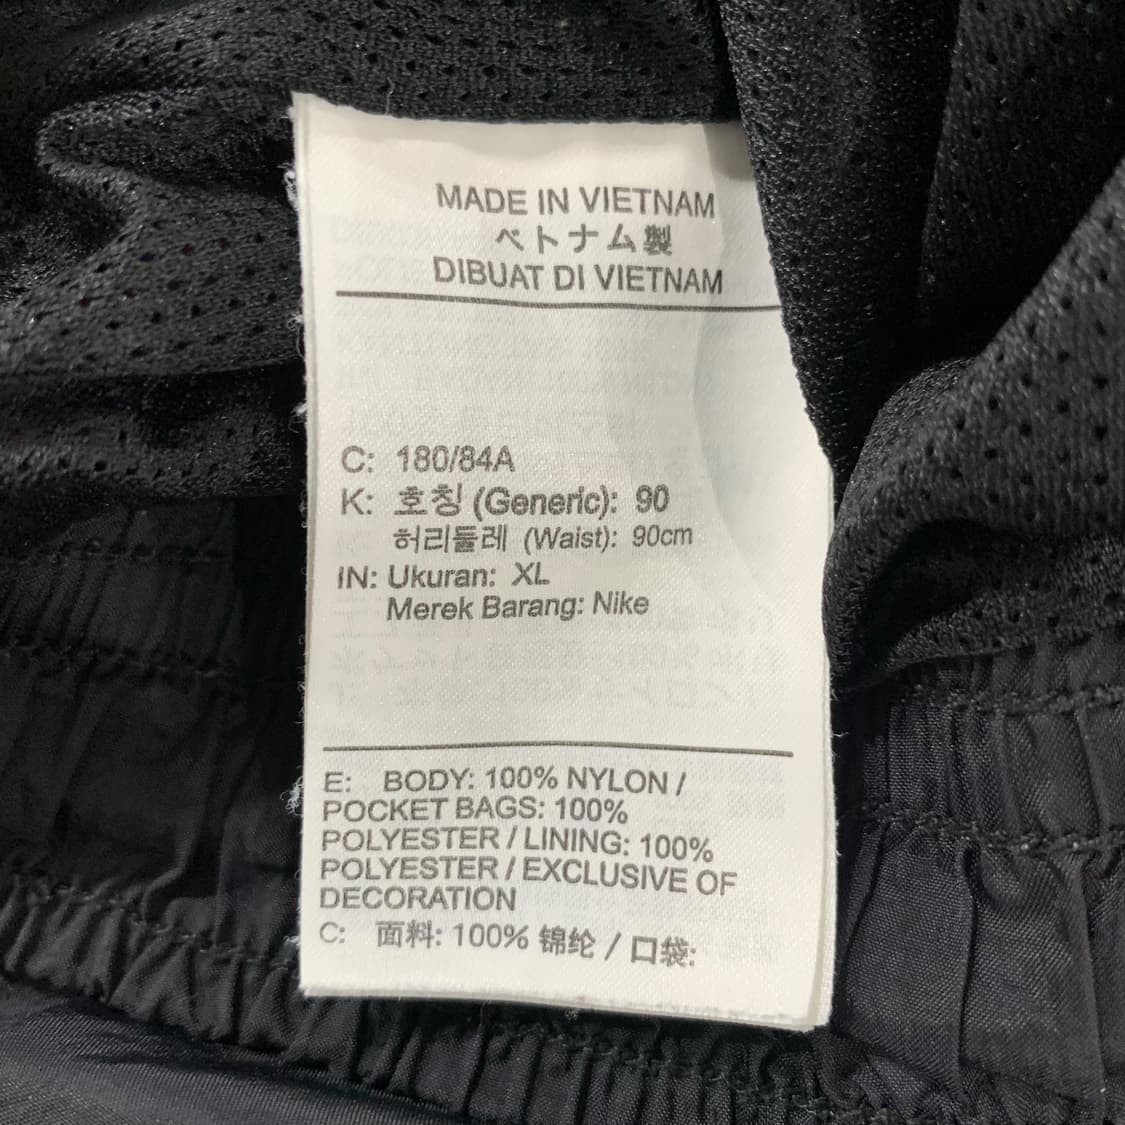 MADE IN VIETNAM
ベトナム製
DIBUAT DI VIETNAM
C: 180/84A
K: 호칭 (Generic): 90
허리둘레 (Waist): 90cm
IN: Ukuran: XL
Merek Barang: Nike
E: BODY: 100% NYLON /
POCKET BAGS: 100%
POLYESTER / LINING: 100%
POLYESTER / EXCLUSIVE OF
DECORATION
C: 面料: 100% 锦纶 / 口袋: